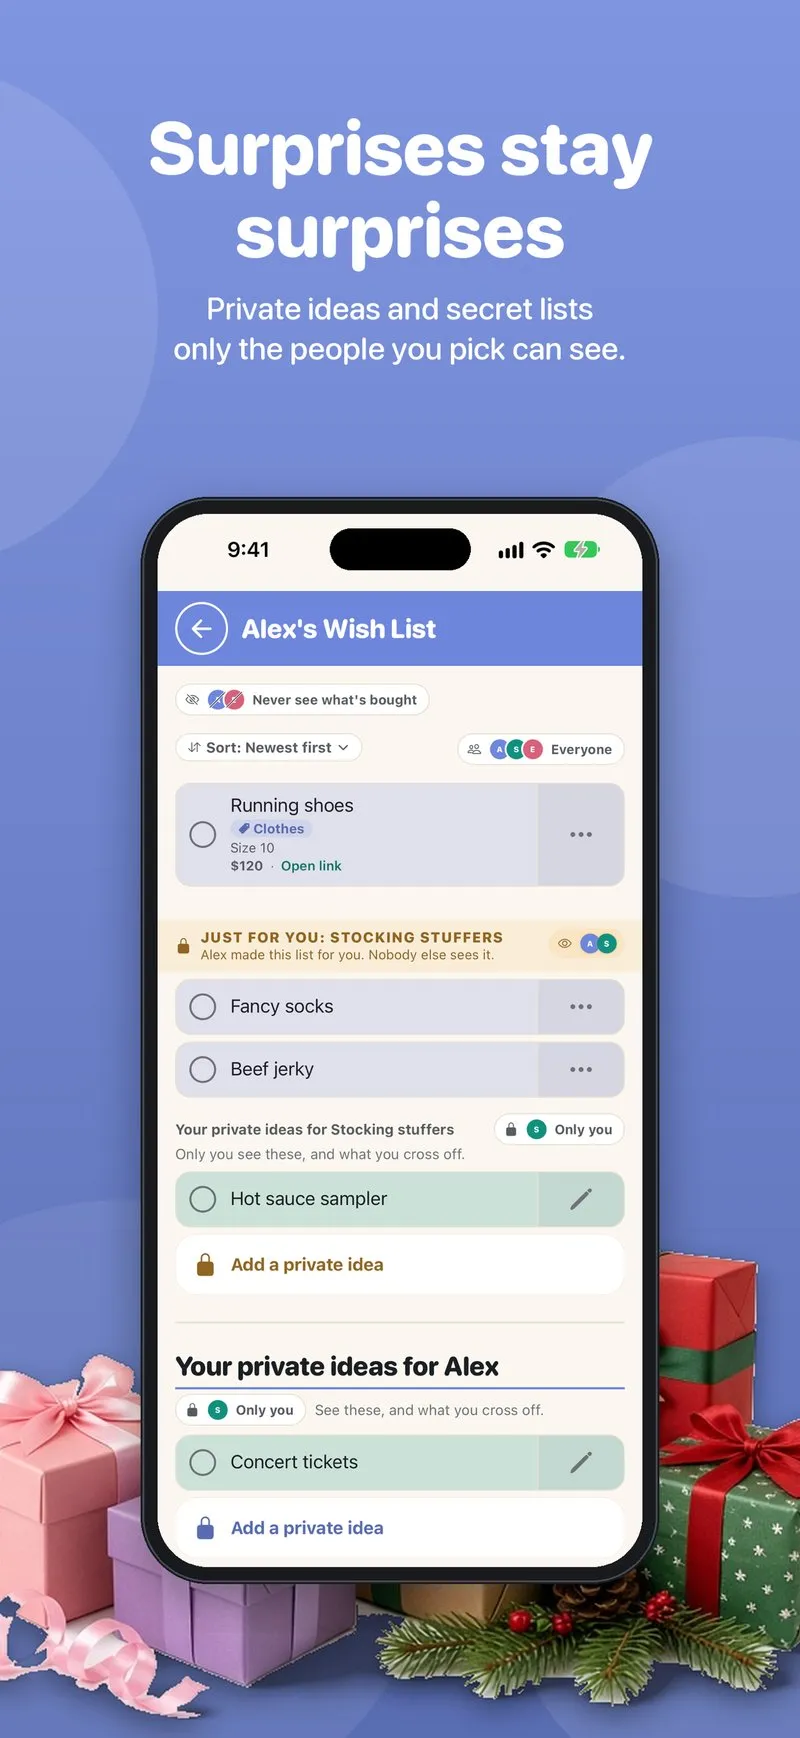 Surprises stay
surprises
Private ideas and secret lists
only the people you pick can see.
9:41
Alex's Wish List
Never see what's bought
Sort: Newest first
A S E Everyone
Running shoes
Clothes
Size 10
$120 · Open link
JUST FOR YOU: STOCKING STUFFERS
A S
Alex made this list for you. Nobody else sees it.
Fancy socks
Beef jerky
Your private ideas for Stocking stuffers
S Only you
Only you see these, and what you cross off.
Hot sauce sampler
Add a private idea
Your private ideas for Alex
S Only you See these, and what you cross off.
Concert tickets
Add a private idea